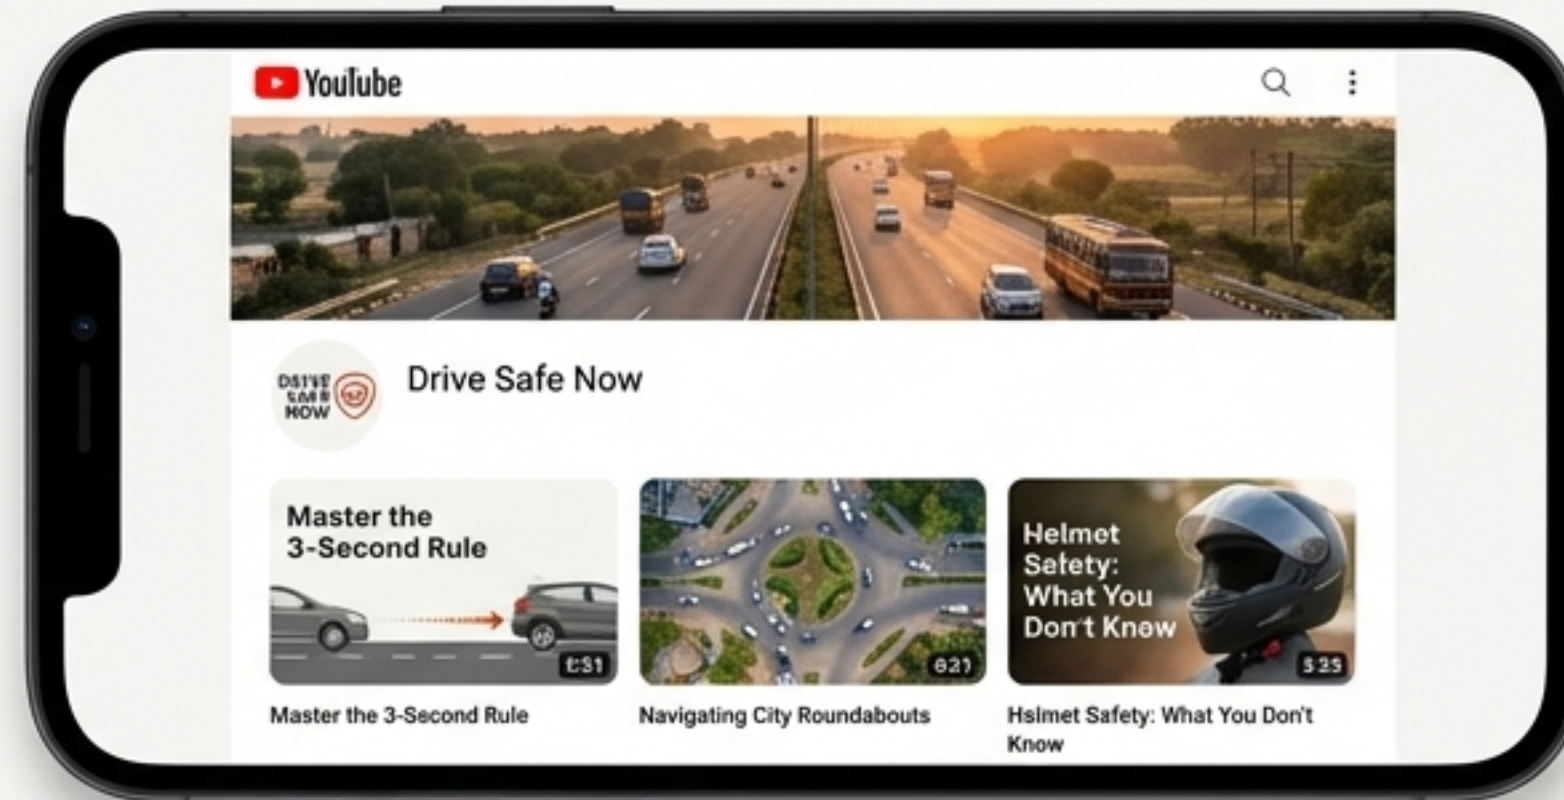 YouTube
Drive Safe Now
NOW
Master the
3-Second Rule
Helmet
Safety:
What You
Don't Know
Master the 3-Second Rule
Navigating City Roundabouts
Hslmet Safety: What You Don't
Know